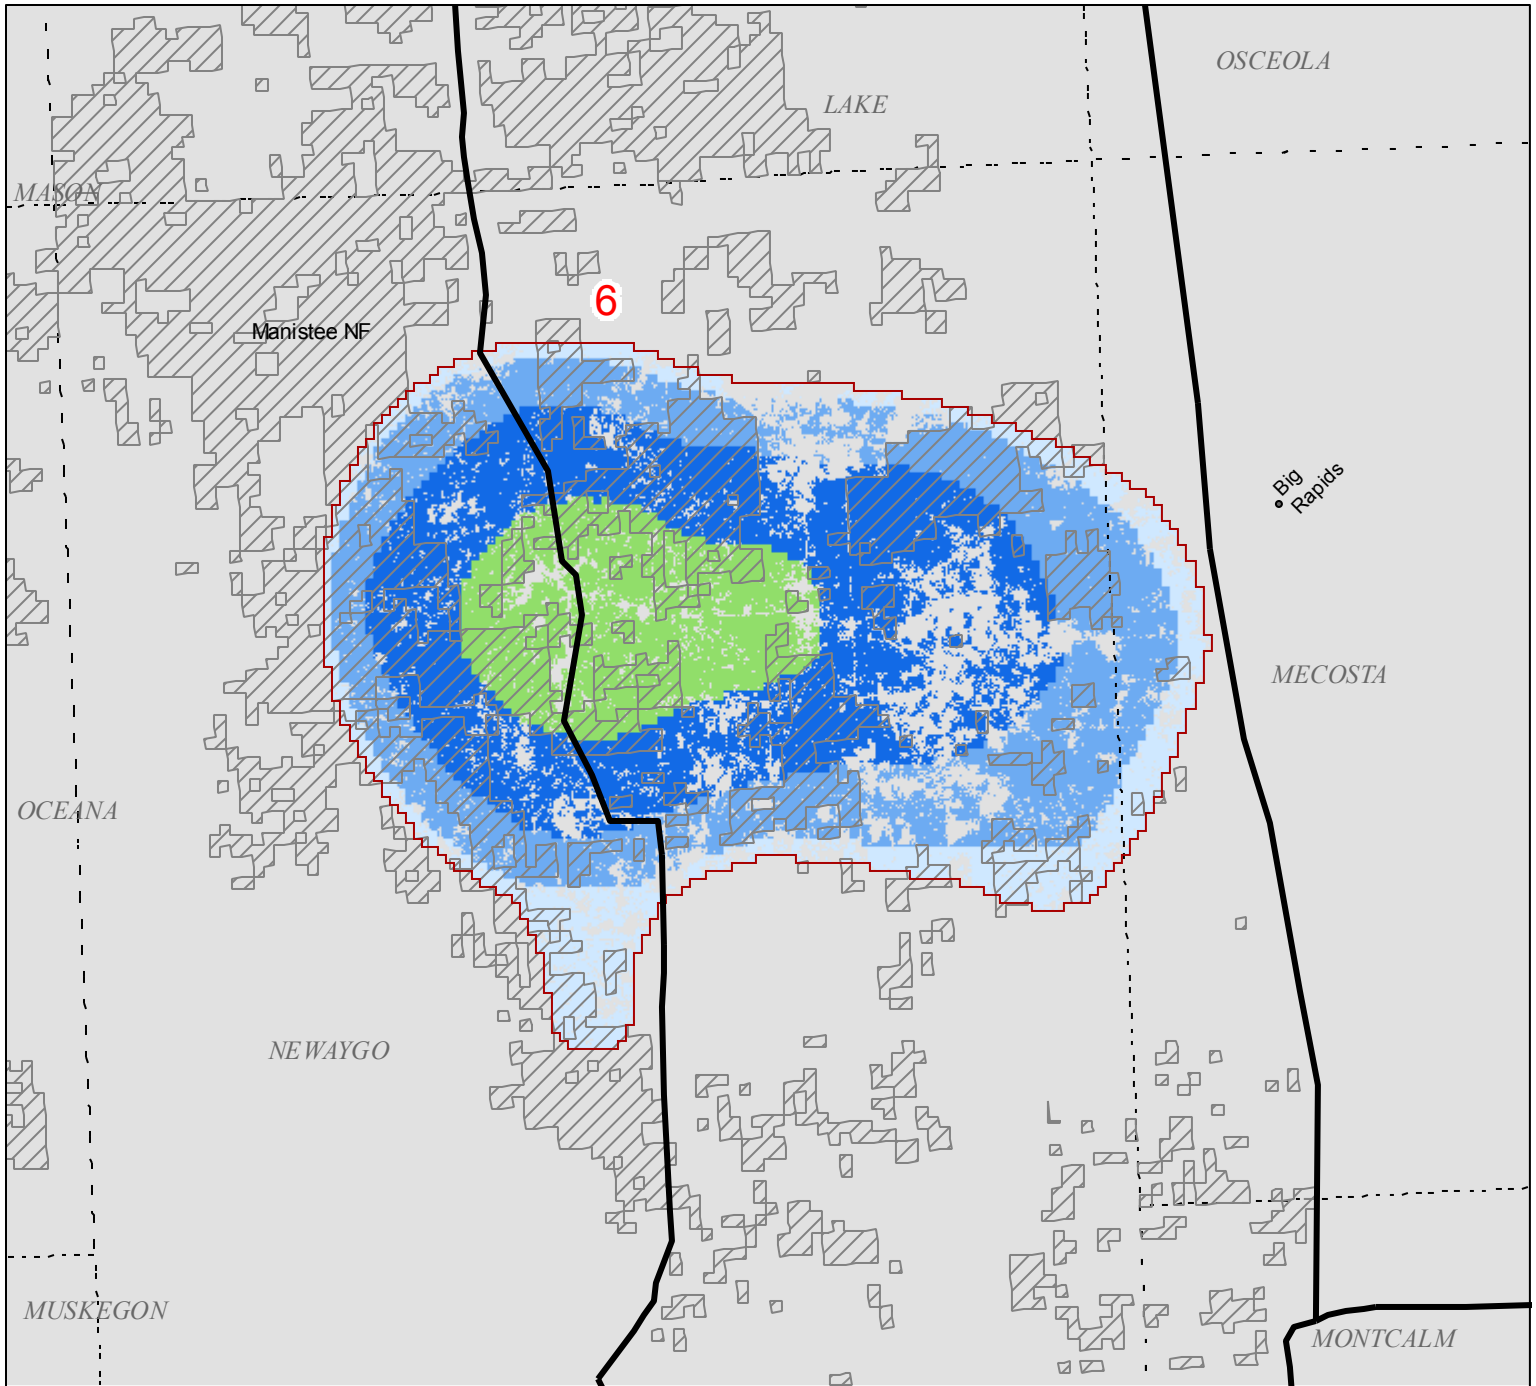 OSCEOLA
LAKE
MASON
6
Manistee NF
Big
Rapids
MECOSTA
OCEANA
NEWAYGO
MUSKEGON
MONTCALM